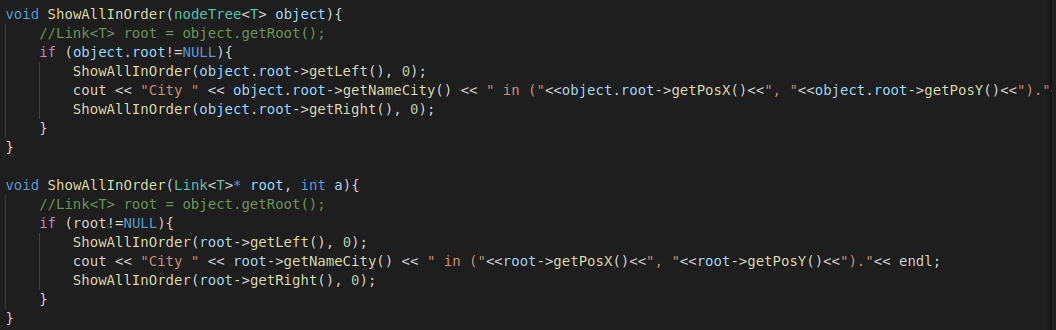 void ShowAllInOrder(nodeTree<T> object){
    //Link<T> root = object.getRoot();
    if (object.root!=NULL){
        ShowAllInOrder(object.root->getLeft(), 0);
        cout << "City " << object.root->getNameCity() << " in ("<<object.root->getPosX()<<", "<<object.root->getPosY()<<")."
        ShowAllInOrder(object.root->getRight(), 0);
    }
}
void ShowAllInOrder(Link<T>* root, int a){
    //Link<T> root = object.getRoot();
    if (root!=NULL){
        ShowAllInOrder(root->getLeft(), 0);
        cout << "City " << root->getNameCity() << " in ("<<root->getPosX()<<", "<<root->getPosY()<<")."<< endl;
        ShowAllInOrder(root->getRight(), 0);
    }
}